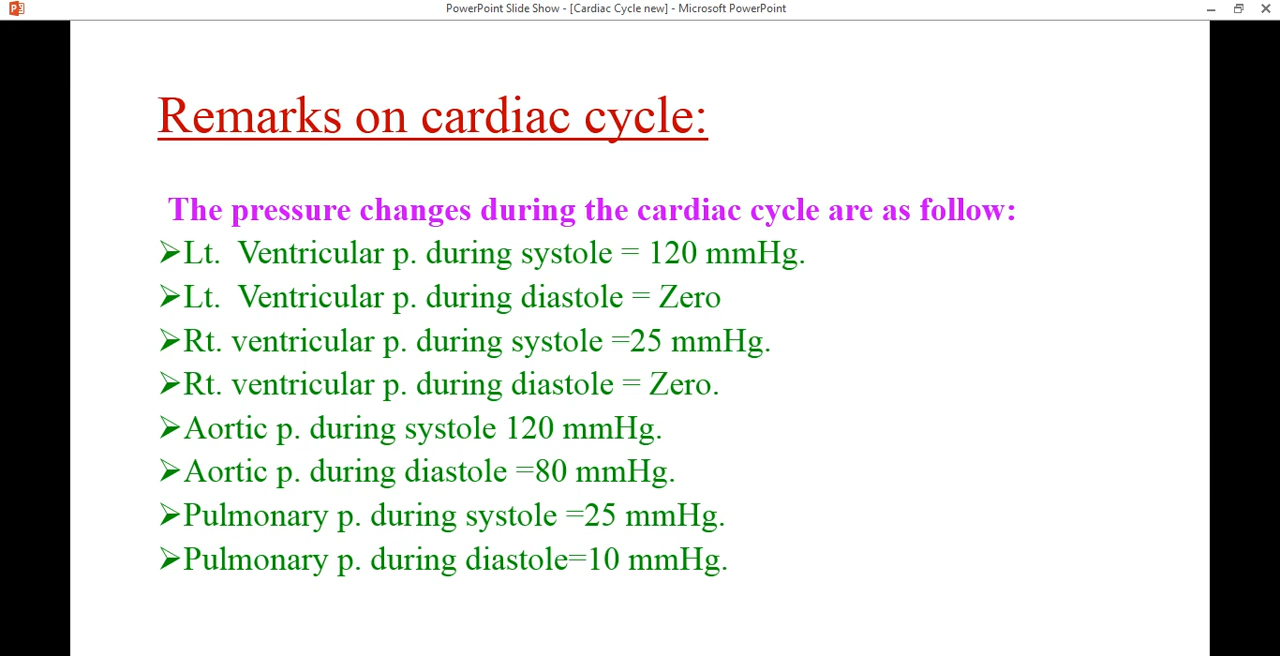 PowerPoint Slide Show - [Cardiac Cycle new] - Microsoft PowerPoint
Remarks on cardiac cycle:
The pressure changes during the cardiac cycle are as follow:
➢Lt.  Ventricular p. during systole = 120 mmHg.
➢Lt.  Ventricular p. during diastole = Zero
➢Rt. ventricular p. during systole =25 mmHg.
➢Rt. ventricular p. during diastole = Zero.
➢Aortic p. during systole 120 mmHg.
➢Aortic p. during diastole =80 mmHg.
➢Pulmonary p. during systole =25 mmHg.
➢Pulmonary p. during diastole=10 mmHg.